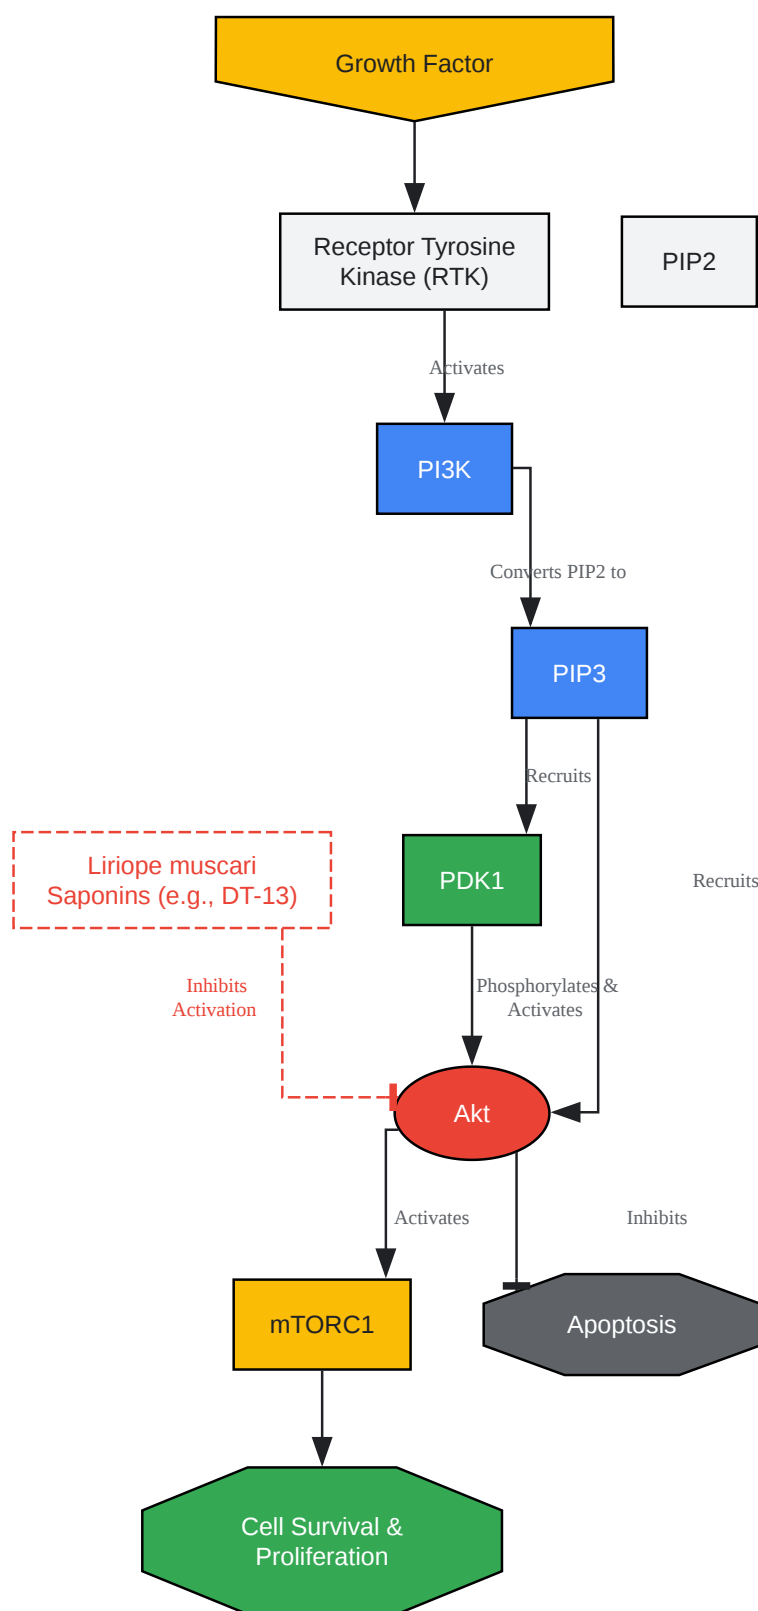 Growth Factor
Receptor Tyrosine
Kinase (RTK)
PIP2
Activates
PI3K
Converts PIP2 to
PIP3
Recruits
Liriope muscari
Saponins (e.g., DT-13)
PDK1
Recruits
Inhibits
Activation
Phosphorylates &
Activates
Akt
Activates
Inhibits
mTORC1
Apoptosis
Cell Survival &
Proliferation